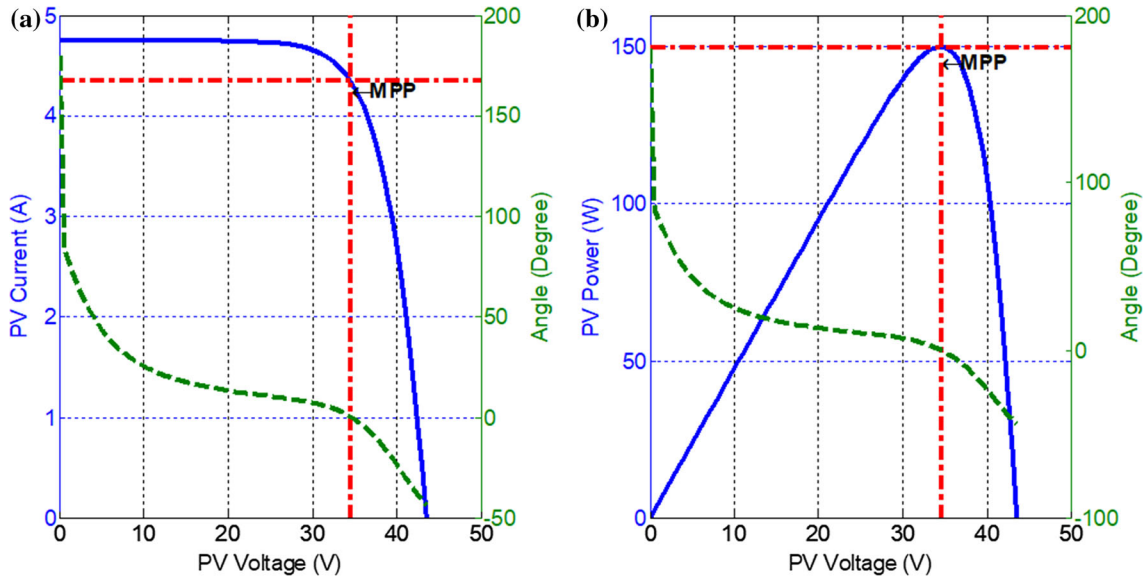 (a)
5
4
3
2
1
0
PV Current (A)
200
150
100
50
0
-50
Angle (Degree)
←MPP
0 10 20 30 40 50
PV Voltage (V)
(b)
150
100
50
0
PV Power (W)
200
100
0
-100
Angle (Degree)
←MPP
0 10 20 30 40 50
PV Voltage (V)